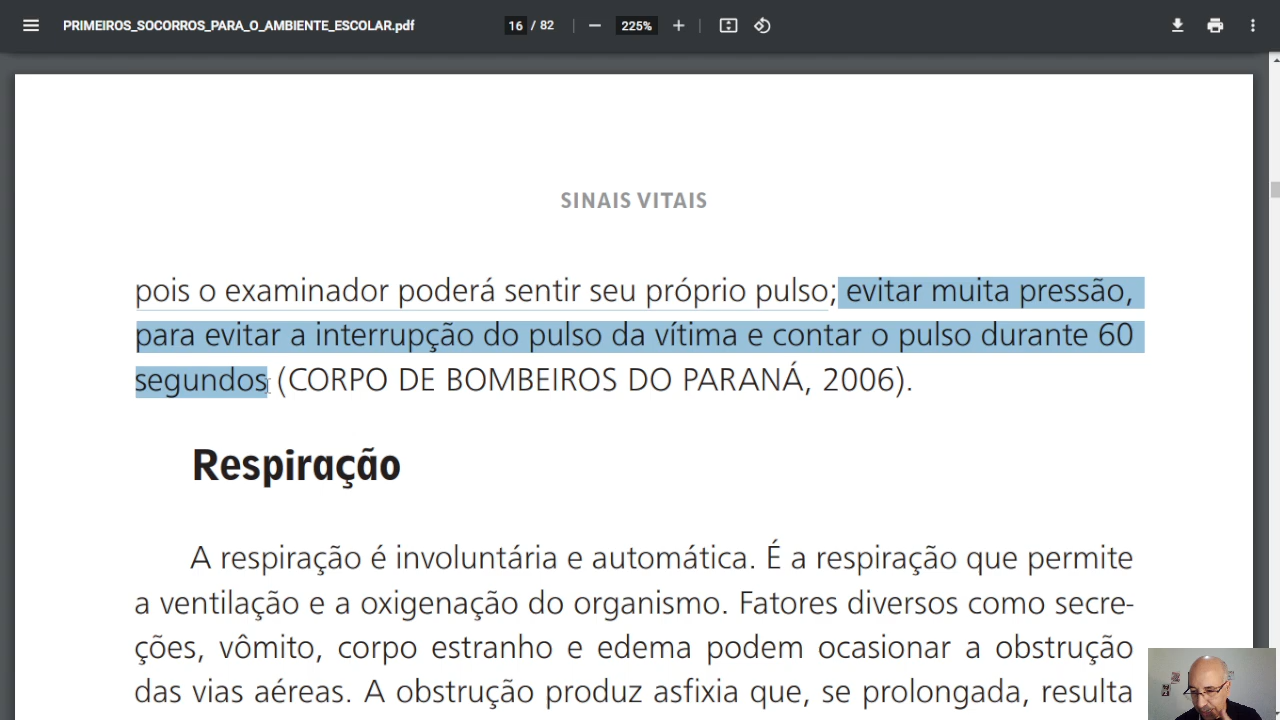 PRIMEIROS_SOCORROS_PARA_O_AMBIENTE_ESCOLAR.pdf
16 / 82
225%
SINAIS VITAIS
pois o examinador poderá sentir seu próprio pulso; evitar muita pressão,
para evitar a interrupção do pulso da vítima e contar o pulso durante 60
segundos (CORPO DE BOMBEIROS DO PARANÁ, 2006).
Respiração
A respiração é involuntária e automática. É a respiração que permite
a ventilação e a oxigenação do organismo. Fatores diversos como secre-
ções, vômito, corpo estranho e edema podem ocasionar a obstrução
das vias aéreas. A obstrução produz asfixia que, se prolongada, resulta